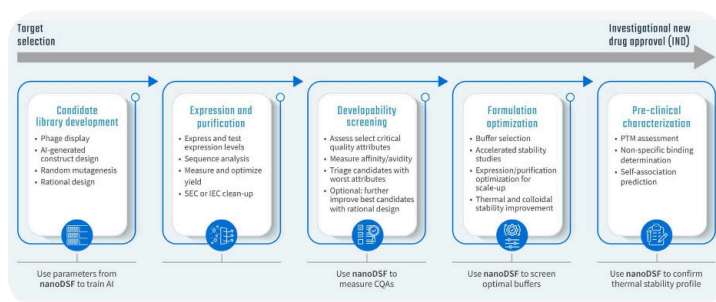 Target
selection
Investigational new
drug approval (IND)
Candidate
library development
• Phage display
• AI-generated
construct design
• Random mutagenesis
• Rational design
Use parameters from
nanoDSF to train AI
Expression and
purification
• Express and test
expression levels
• Sequence analysis
• Measure and optimize
yield
• SEC or IEC clean-up
Developability
screening
• Assess select critical
quality attributes
• Measure affinity/avidity
• Triage candidates with
worst attributes
• Optional: further
improve best candidates
with rational design
Use nanoDSF to
measure CQAs
Formulation
optimization
• Buffer selection
• Accelerated stability
studies
• Expression/purification
optimization for
scale-up
• Thermal and colloidal
stability improvement
Use nanoDSF to screen
optimal buffers
Pre-clinical
characterization
• PTM assessment
• Non-specific binding
determination
• Self-association
prediction
Use nanoDSF to confirm
thermal stability profile